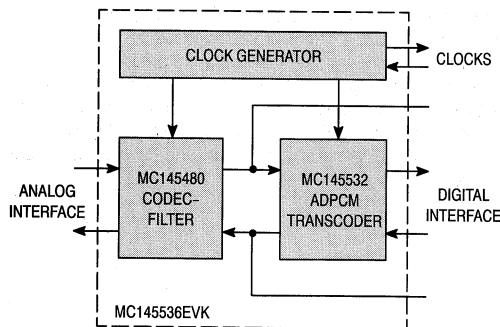 CLOCK GENERATOR
CLOCKS
MC145480
CODEC-
FILTER
MC145532
ADPCM
TRANSCODER
ANALOG
INTERFACE
DIGITAL
INTERFACE
MC145536EVK